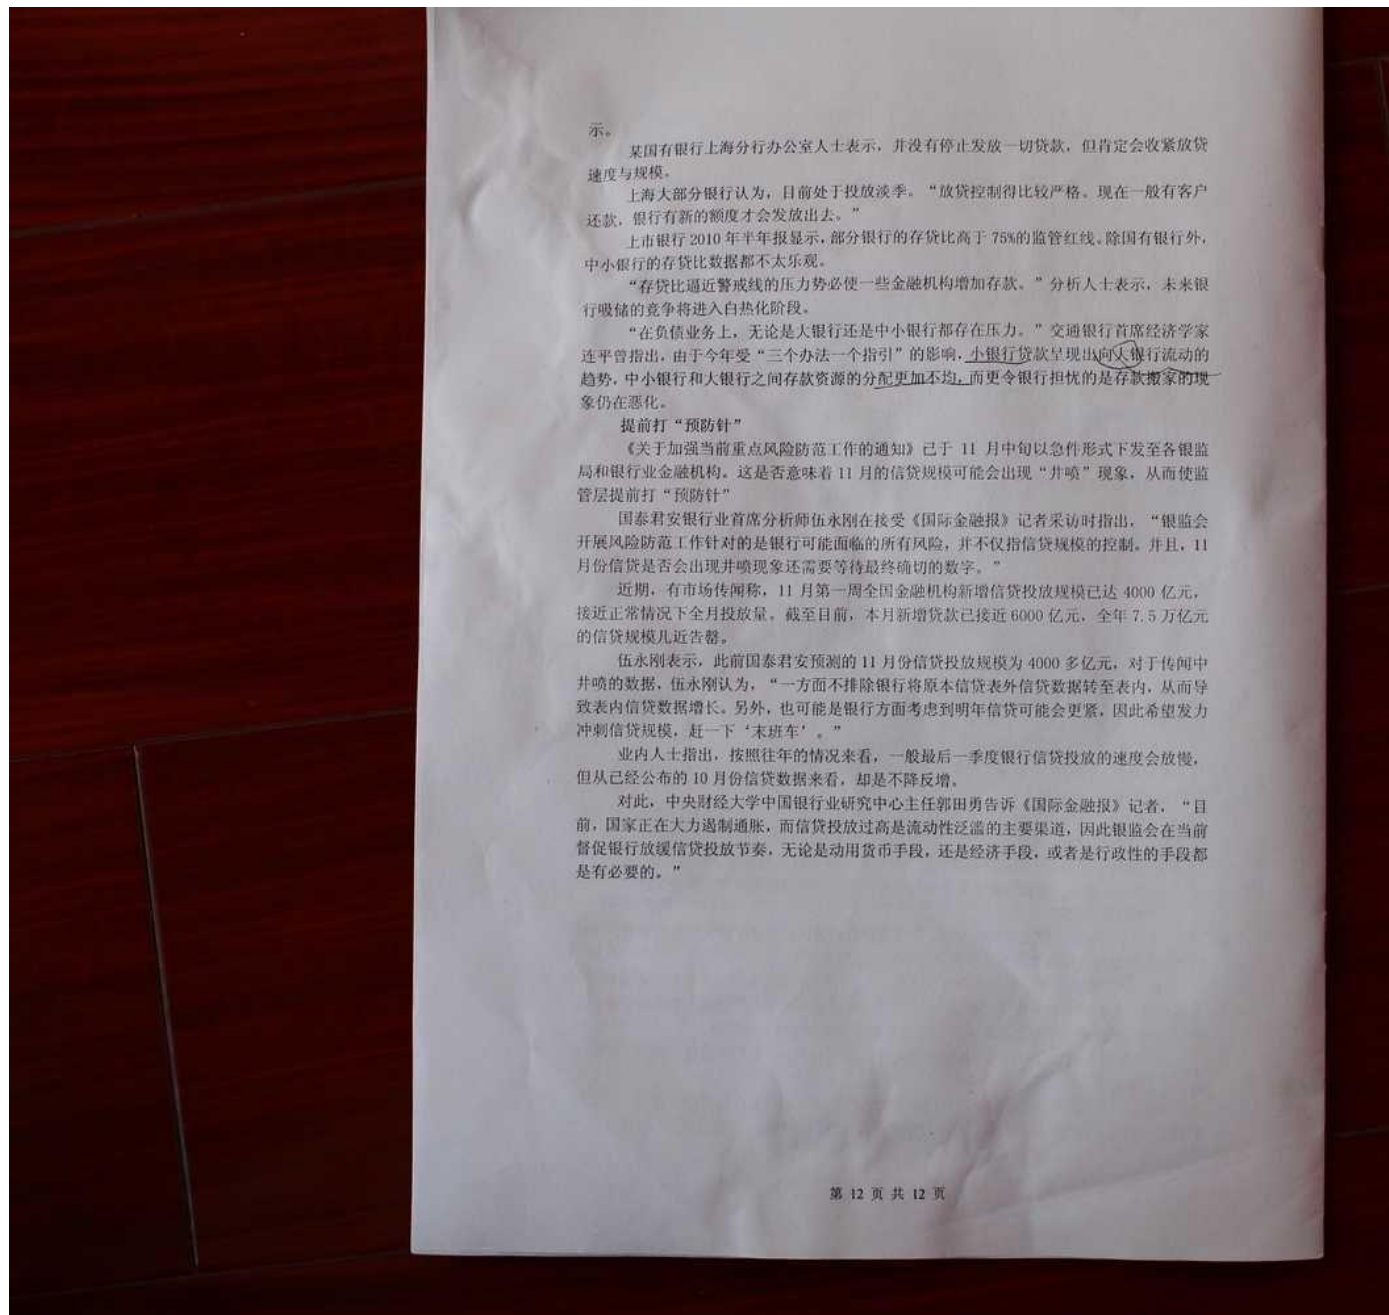 示。
某国有银行上海分行办公室人士表示，并没有停止发放一切贷款，但肯定会收紧放贷
速度与规模。
上海大部分银行认为，目前处于投放淡季。“放贷控制得比较严格。现在一般有客户
还款，银行有新的额度才会发放出去。”
上市银行2010年半年报显示，部分银行的存贷比高于75%的监管红线。除国有银行外，
中小银行的存贷比数据都不太乐观。
“存贷比逼近警戒线的压力势必使一些金融机构增加存款。”分析人士表示，未来银
行吸储的竞争将进入白热化阶段。
“在负债业务上，无论是大银行还是中小银行都存在压力。”交通银行首席经济学家
连平曾指出，由于今年受“三个办法一个指引”的影响，小银行贷款呈现出向大银行流动的
趋势，中小银行和大银行之间存款资源的分配更加不均，而更令银行担忧的是存款搬家的现
象仍在恶化。
提前打“预防针”
《关于加强当前重点风险防范工作的通知》已于 11 月中旬以急件形式下发至各银监
局和银行业金融机构。这是否意味着 11 月的信贷规模可能会出现“井喷”现象，从而使监
管层提前打“预防针”
国泰君安银行业首席分析师伍永刚在接受《国际金融报》记者采访时指出，“银监会
开展风险防范工作针对的是银行可能面临的所有风险，并不仅指信贷规模的控制。并且，11
月份信贷是否会出现井喷现象还需要等待最终确切的数字。”
近期，有市场传闻称，11 月第一周全国金融机构新增信贷投放规模已达 4000 亿元，
接近正常情况下全月投放量。截至目前，本月新增贷款已接近 6000 亿元，全年 7.5 万亿元
的信贷规模几近告罄。
伍永刚表示，此前国泰君安预测的 11 月份信贷投放规模为 4000 多亿元，对于传闻中
井喷的数据，伍永刚认为，“一方面不排除银行将原本信贷表外信贷数据转至表内，从而导
致表内信贷数据增长。另外，也可能是银行方面考虑到明年信贷可能会更紧，因此希望发力
冲刺信贷规模，赶一下‘末班车’。”
业内人士指出，按照往年的情况来看，一般最后一季度银行信贷投放的速度会放慢，
但从已经公布的 10 月份信贷数据来看，却是不降反增。
对此，中央财经大学中国银行业研究中心主任郭田勇告诉《国际金融报》记者，“目
前，国家正在大力遏制通胀，而信贷投放过高是流动性泛滥的主要渠道，因此银监会在当前
督促银行放缓信贷投放节奏，无论是动用货币手段，还是经济手段，或者是行政性的手段都
是有必要的。”
第 12 页 共 12 页